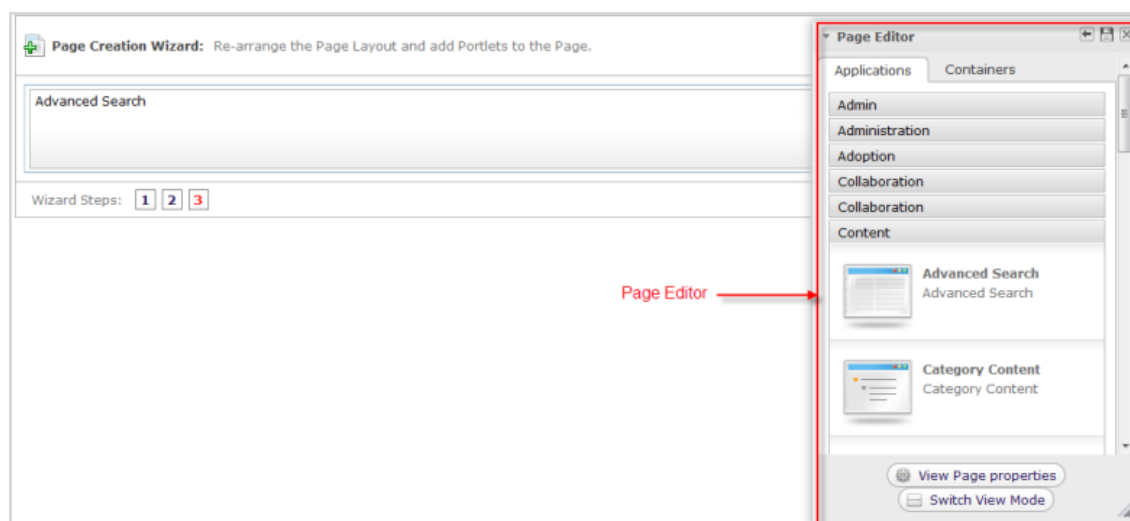 Page Creation Wizard: Re-arrange the Page Layout and add Portlets to the Page.
Advanced Search
Wizard Steps: 1 2 3
Page Editor
Page Editor
Applications Containers
Admin
Administration
Adoption
Collaboration
Collaboration
Content
Advanced Search
Advanced Search
Category Content
Category Content
View Page properties
Switch View Mode